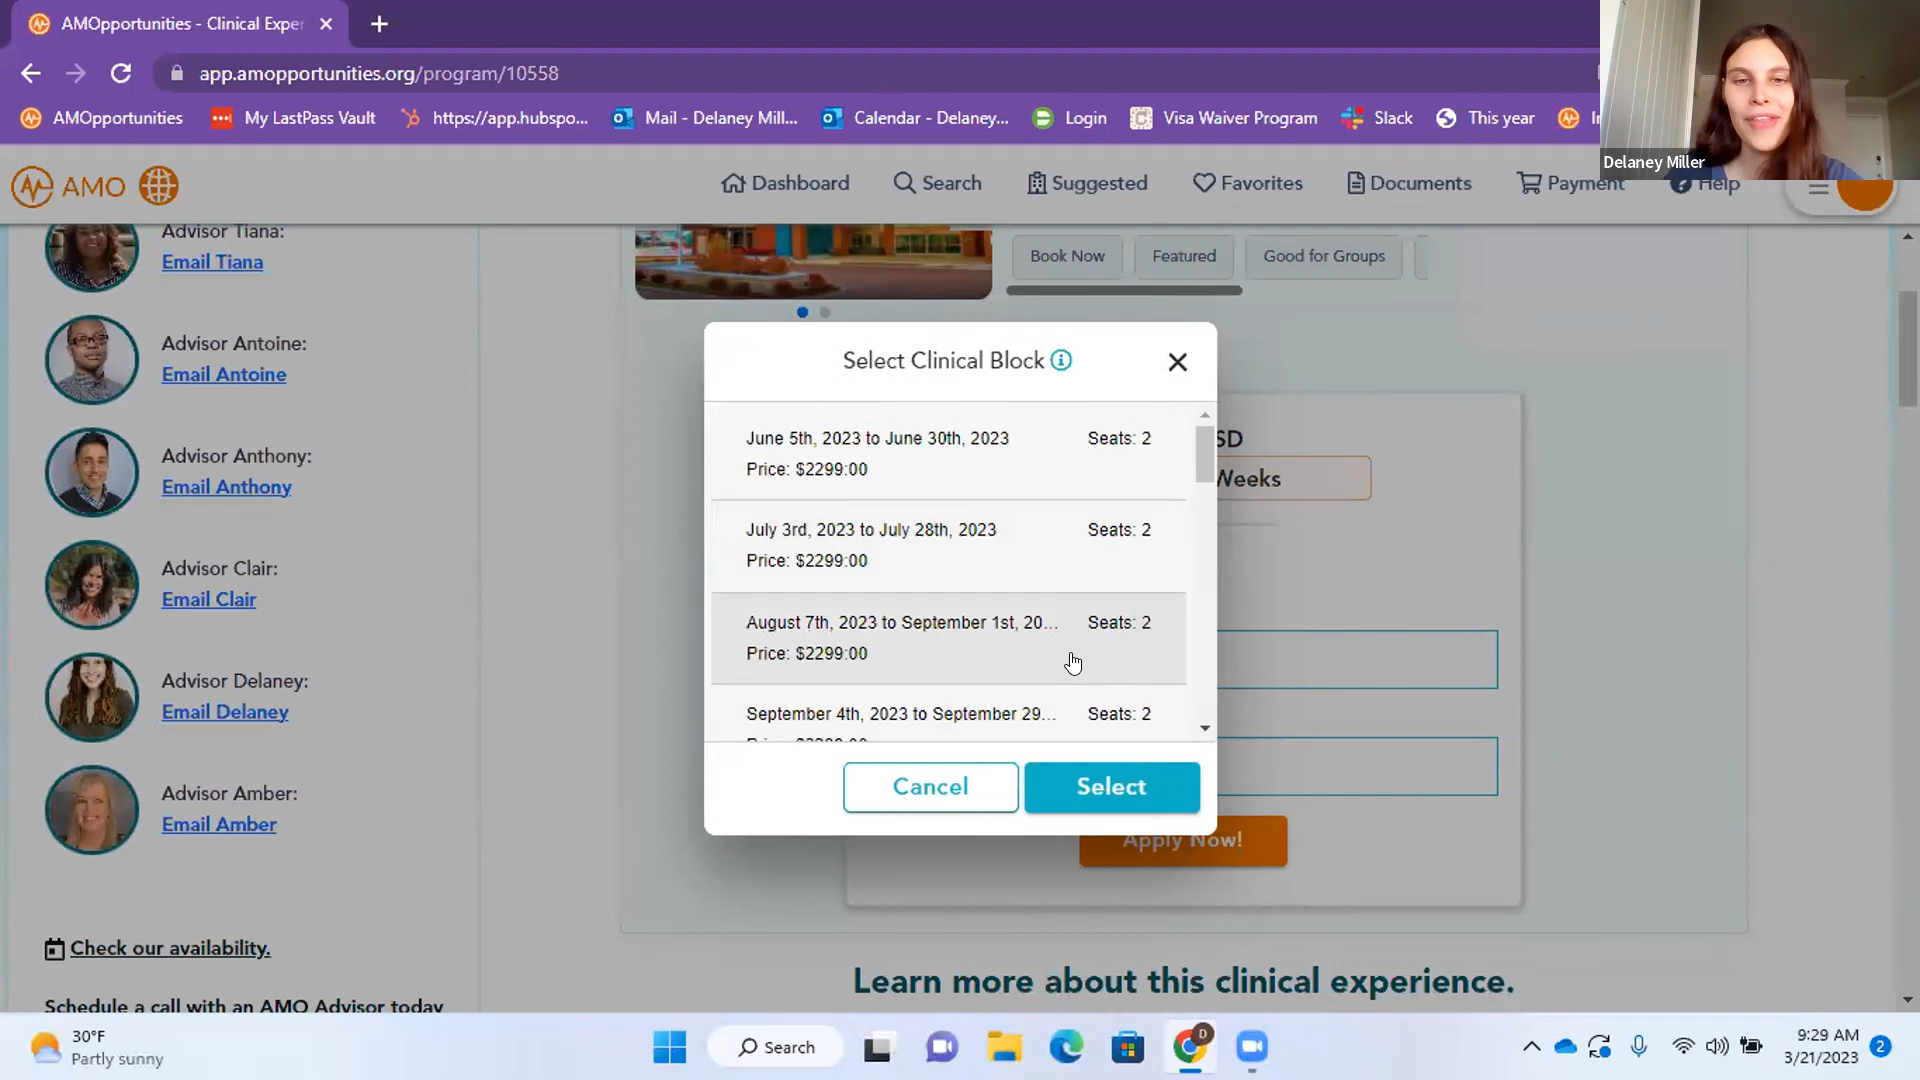 AMOpportunities - Clinical Exper
app.amopportunities.org/program/10558
AMOpportunities
My LastPass Vault
https://app.hubspo...
Mail - Delaney Mill...
Calendar - Delaney...
Login
Visa Waiver Program
Slack
This year
Delaney Miller
AMO
Dashboard
Search
Suggested
Favorites
Documents
Payment
Help
Advisor Tiana:
Email Tiana
Advisor Antoine:
Email Antoine
Advisor Anthony:
Email Anthony
Advisor Clair:
Email Clair
Advisor Delaney:
Email Delaney
Advisor Amber:
Email Amber
Check our availability.
Schedule a call with an AMO Advisor today
Book Now
Featured
Good for Groups
Select Clinical Block
June 5th, 2023 to June 30th, 2023
Seats: 2
Price: $2299.00
July 3rd, 2023 to July 28th, 2023
Seats: 2
Price: $2299.00
August 7th, 2023 to September 1st, 20...
Seats: 2
Price: $2299.00
September 4th, 2023 to September 29...
Seats: 2
Cancel
Select
SD
Weeks
Apply Now!
Learn more about this clinical experience.
30°F
Partly sunny
Search
D
9:29 AM
3/21/2023
2